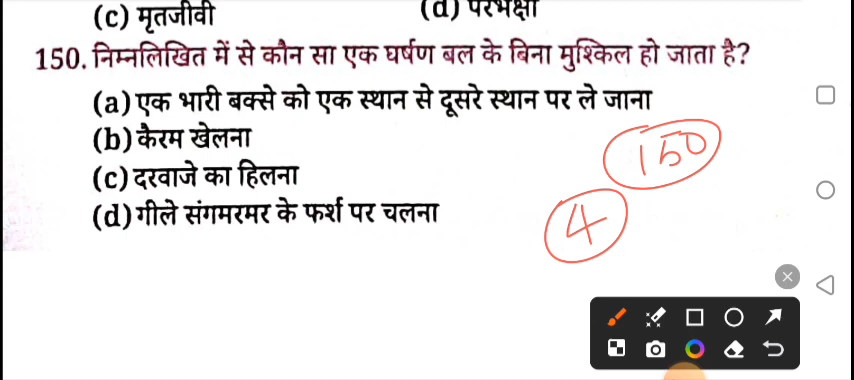 (c) मृतजीवी (d) परभक्षी
150. निम्नलिखित में से कौन सा एक घर्षण बल के बिना मुश्किल हो जाता है?
(a) एक भारी बक्से को एक स्थान से दूसरे स्थान पर ले जाना
(b) कैरम खेलना
(c) दरवाजे का हिलना
(d) गीले संगमरमर के फर्श पर चलना
150
4